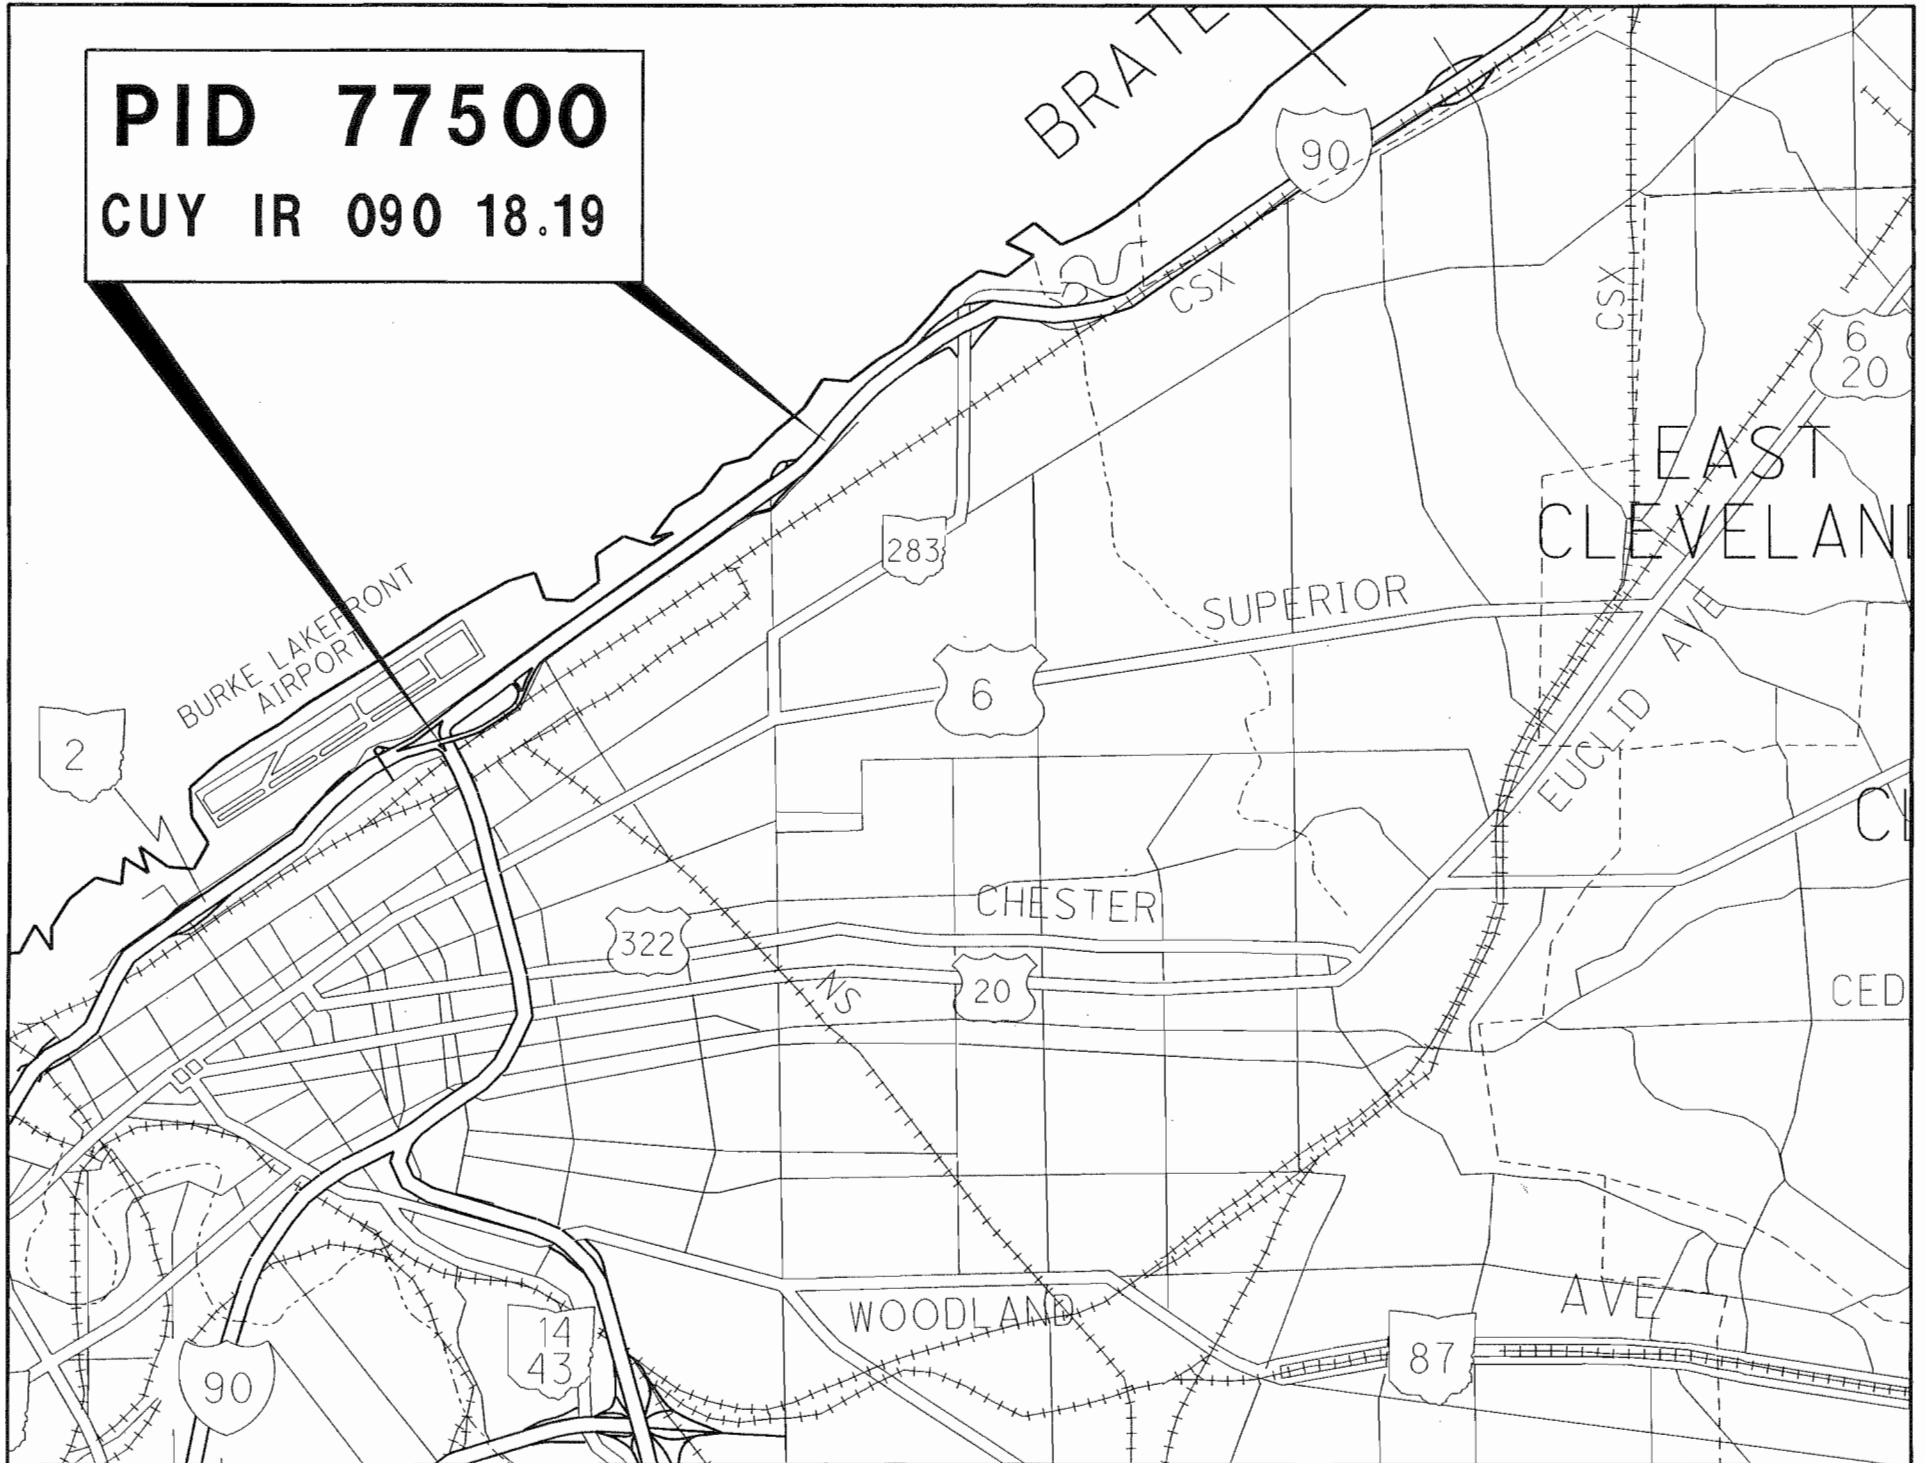 PID 77500
CUY IR 090 18.19
BRATE
90
CSX
CSX
6
20
EAST
CLEVELAN
283
SUPERIOR
BURKE LAKEFRONT
AIRPORT
6
2
EUCLID AVE
322
CHESTER
20
NS
CED
WOODLAND AVE
14
43
87
90